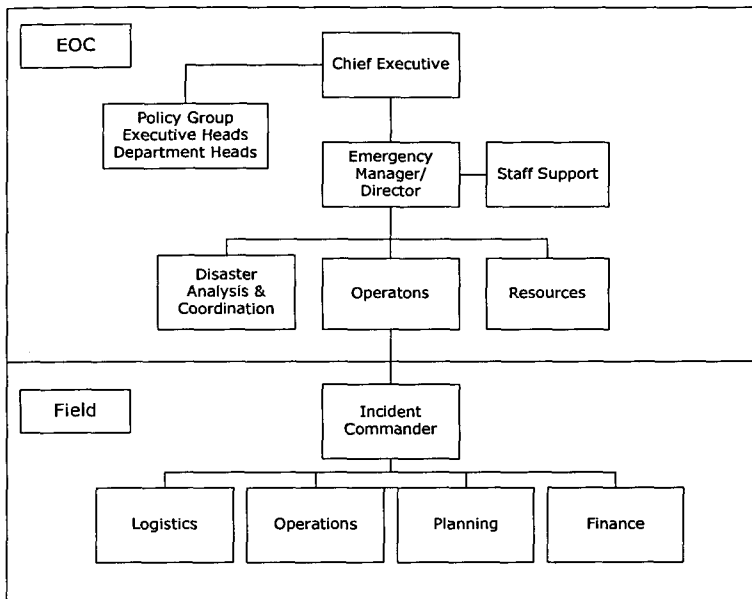 EOC
Chief Executive
Policy Group
Executive Heads
Department Heads
Emergency
Manager/
Director
Staff Support
Disaster
Analysis &
Coordination
Operatons
Resources
Field
Incident
Commander
Logistics
Operations
Planning
Finance